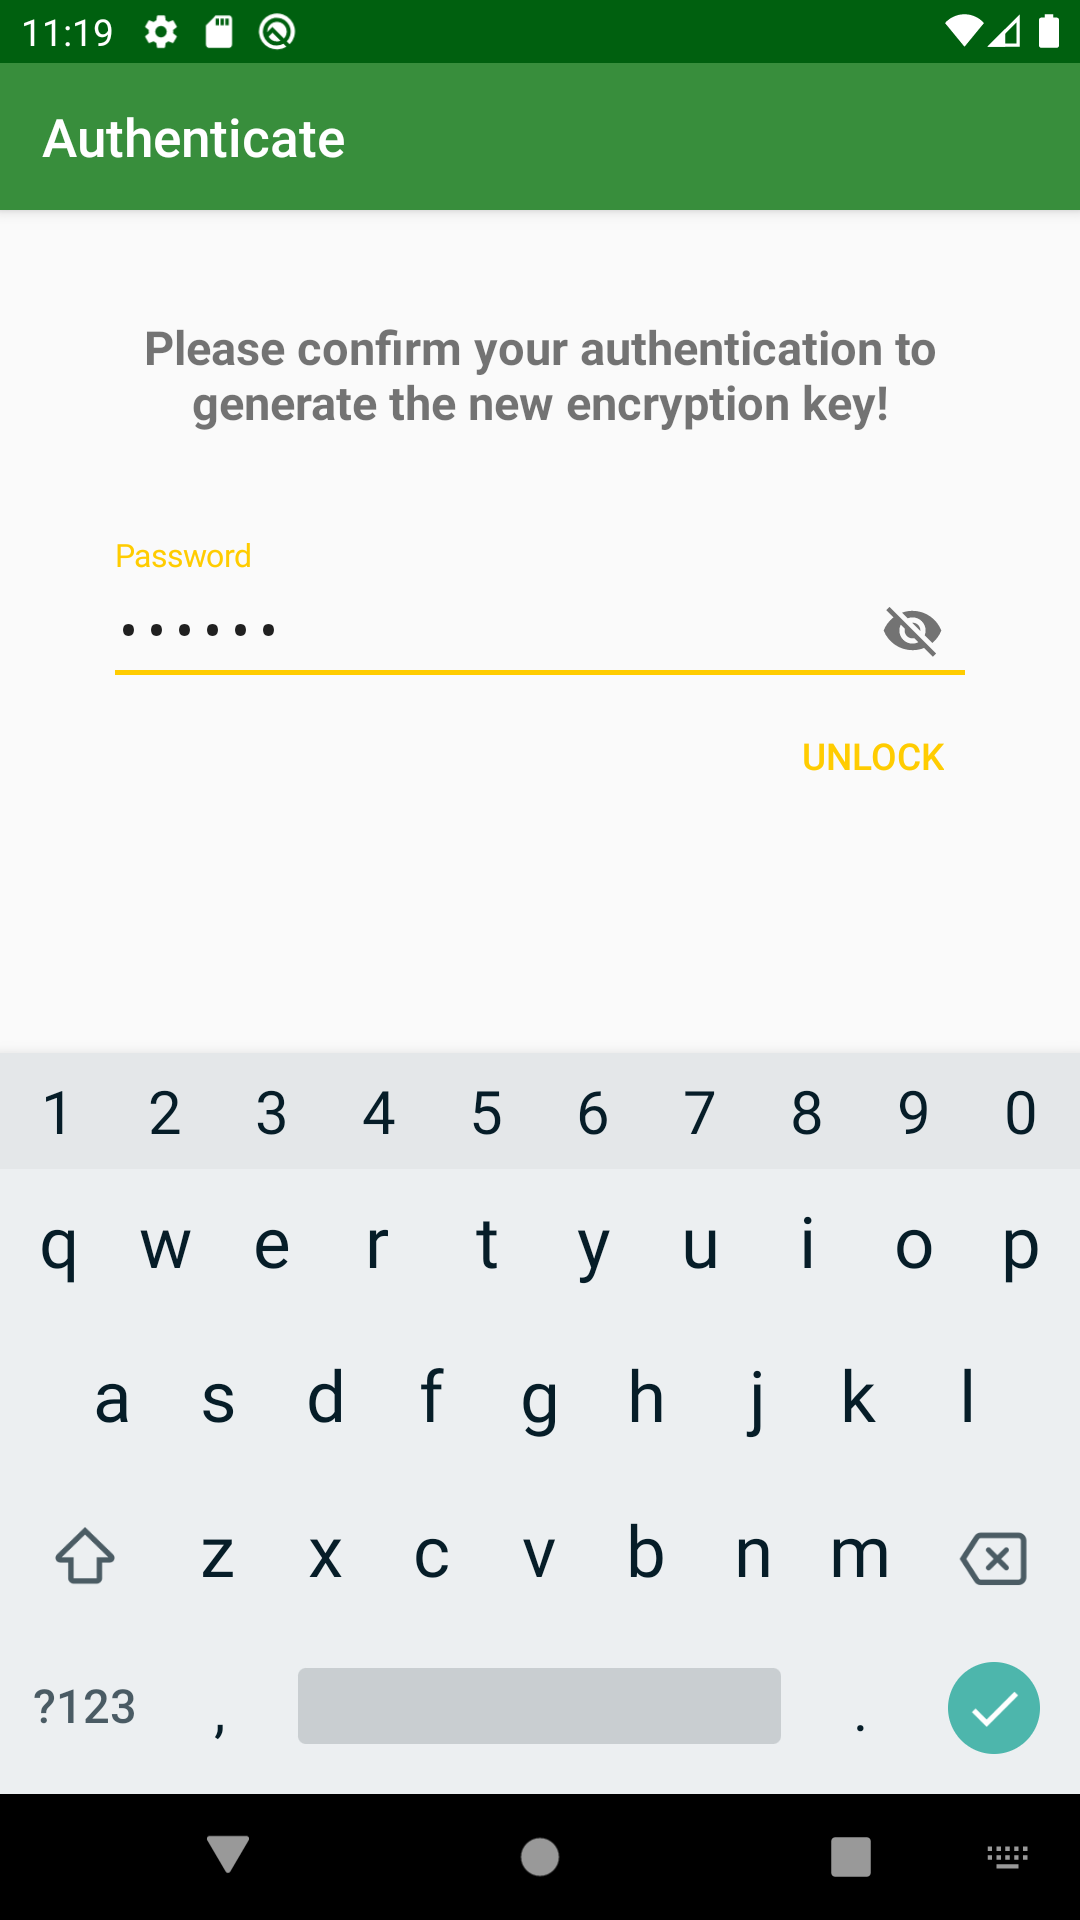 11:19
Authenticate
Please confirm your authentication to
generate the new encryption key!
Password
••••••
UNLOCK
1 2 3 4 5 6 7 8 9 0
q w e r t y u i o p
a s d f g h j k l
z x c v b n m
?123 , .